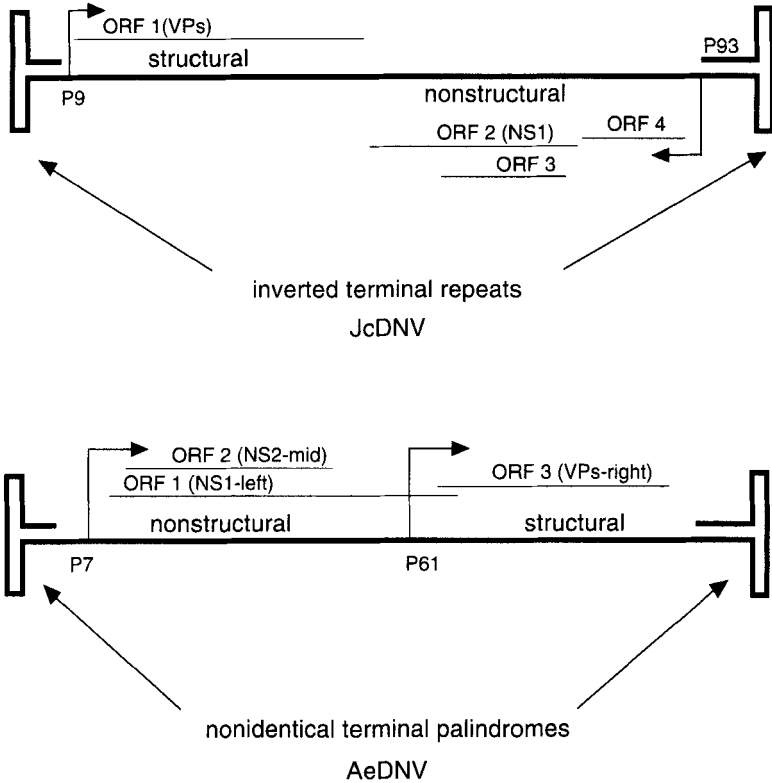 ORF 1(VPs)
P93
structural
P9
nonstructural
ORF 4
ORF 2 (NS1)
ORF 3
inverted terminal repeats
JcDNV
ORF 2 (NS2-mid)
ORF 3 (VPs-right)
ORF 1 (NS1-left)
nonstructural
structural
P7
P61
nonidentical terminal palindromes
AeDNV